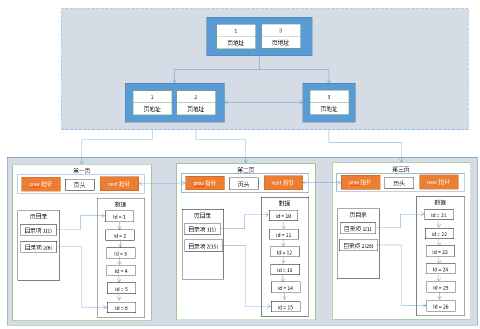 1 3
页地址 页地址
1 2
页地址 页地址
3
页地址
第一页
prev 指针 页头 next 指针
数据
页目录
目录项 1(1)
目录项 2(6)
Id = 1
Id = 2
Id = 3
Id = 4
Id = 5
Id = 6
第二页
prev 指针 页头 next 指针
数据
页目录
目录项 1(1)
目录项 2(15)
Id = 10
Id = 11
Id = 12
Id = 13
Id = 14
Id = 15
第三页
prev 指针 页头 next 指针
数据
页目录
目录项 1(1)
目录项 2(26)
Id = 21
Id = 22
Id = 23
Id = 24
Id = 25
Id = 26